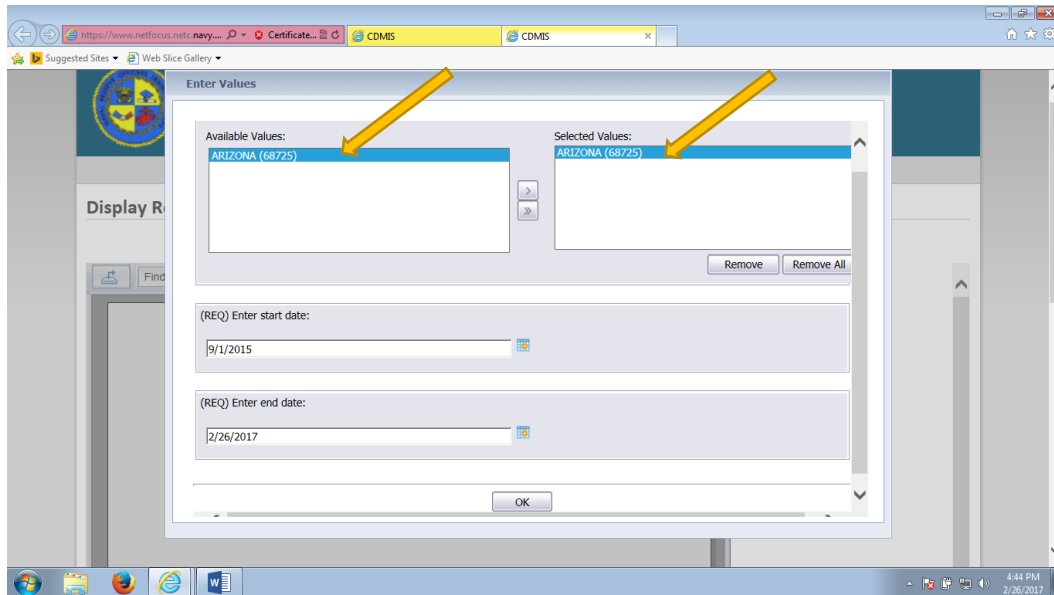 https://www.netfocus.netc.navy.... Certificate... CDMIS CDMIS
Suggested Sites Web Slice Gallery
Enter Values
Available Values: Selected Values:
ARIZONA (68725) ARIZONA (68725)
Display R
Remove Remove All
Find
(REQ) Enter start date:
9/1/2015
(REQ) Enter end date:
2/26/2017
OK
4:44 PM
2/26/2017